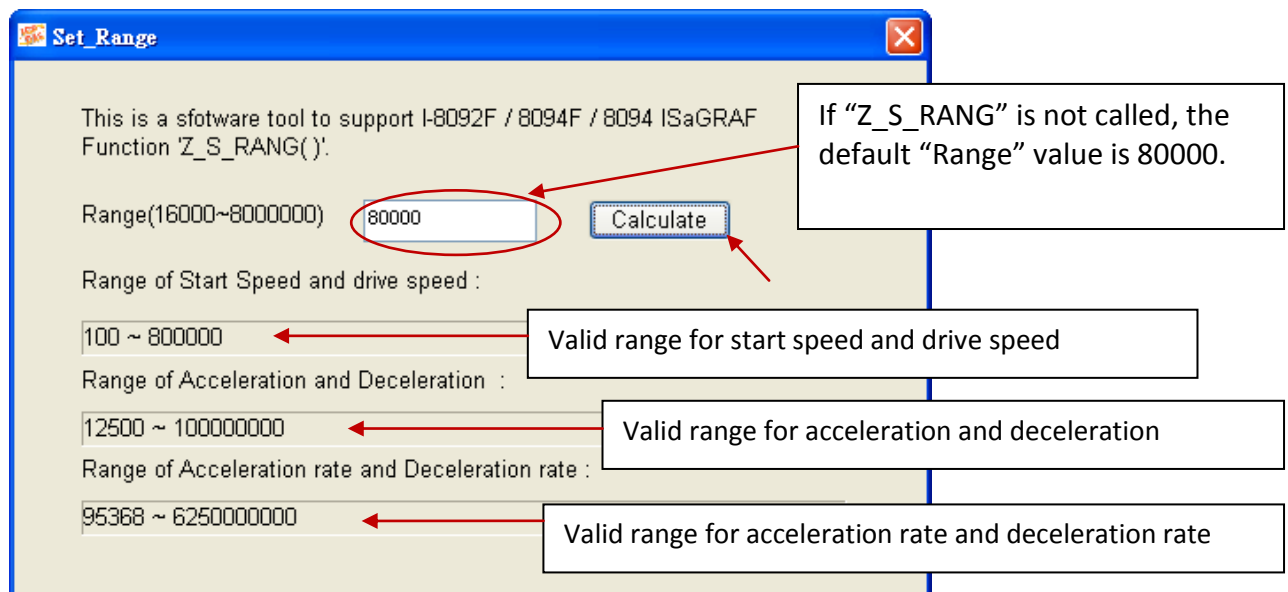 Set_Range
This is a sfotware tool to support I-8092F / 8094F / 8094 ISaGRAF
Function 'Z_S_RANG( )'.
If “Z_S_RANG” is not called, the
default “Range” value is 80000.
Range(16000~8000000)
80000
Calculate
Range of Start Speed and drive speed :
100 ~ 800000
Valid range for start speed and drive speed
Range of Acceleration and Deceleration :
12500 ~ 100000000
Valid range for acceleration and deceleration
Range of Acceleration rate and Deceleration rate :
95368 ~ 6250000000
Valid range for acceleration rate and deceleration rate